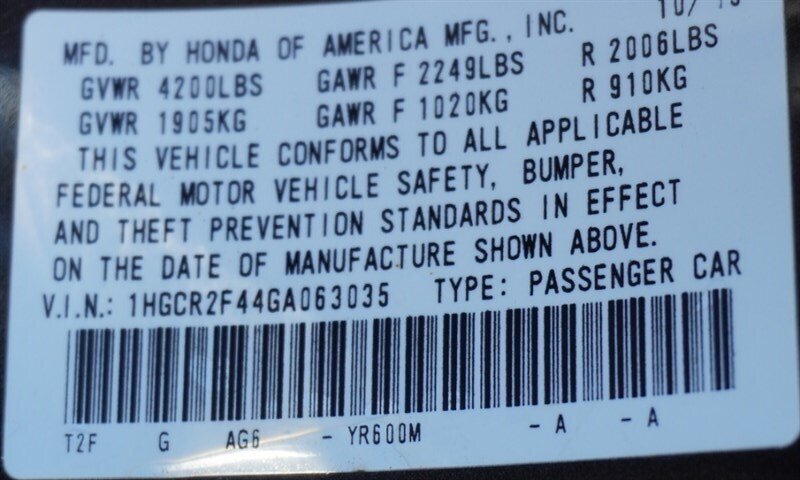 10/
MFD. BY HONDA OF AMERICA MFG., INC.
GVWR 4200LBS GAWR F 2249LBS R 2006LBS
GVWR 1905KG GAWR F 1020KG R 910KG
THIS VEHICLE CONFORMS TO ALL APPLICABLE
FEDERAL MOTOR VEHICLE SAFETY, BUMPER,
AND THEFT PREVENTION STANDARDS IN EFFECT
ON THE DATE OF MANUFACTURE SHOWN ABOVE.
V.I.N.: 1HGCR2F44GA063035 TYPE: PASSENGER CAR
T2F G AG6 - YR600M - A - A